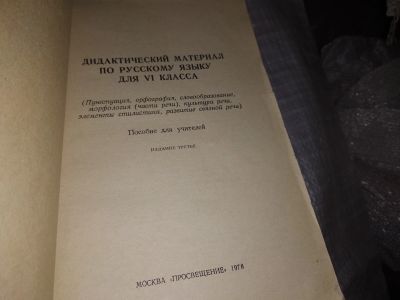 ДИДАКТИЧЕСКИЙ МАТЕРИАЛ
ПО РУССКОМУ ЯЗЫКУ
ДЛЯ VI КЛАССА
(Пунктуация, орфография, словообразование,
морфология (части речи), культура речи,
элементы стилистики, развитие связной речи)
Пособие для учителей
ИЗДАНИЕ ТРЕТЬЕ
МОСКВА «ПРОСВЕЩЕНИЕ» 1978